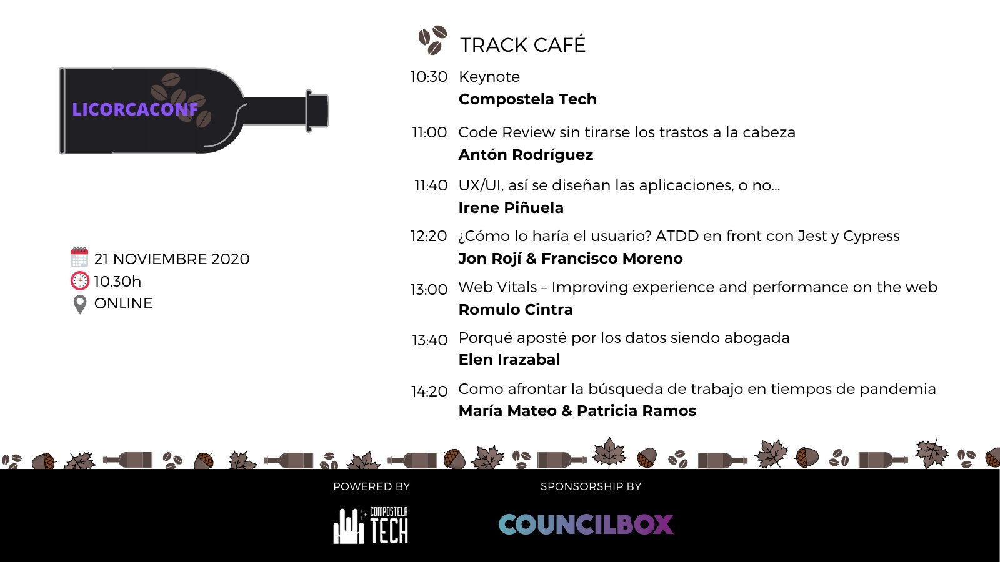 LICORCACONF
21 NOVIEMBRE 2020
10.30h
ONLINE
TRACK CAFÉ
10:30 Keynote
Compostela Tech
11:00 Code Review sin tirarse los trastos a la cabeza
Antón Rodríguez
11:40 UX/UI, así se diseñan las aplicaciones, o no...
Irene Piñuela
12:20 ¿Cómo lo haría el usuario? ATDD en front con Jest y Cypress
Jon Rojí & Francisco Moreno
13:00 Web Vitals – Improving experience and performance on the web
Romulo Cintra
13:40 Porqué aposté por los datos siendo abogada
Elen Irazabal
14:20 Como afrontar la búsqueda de trabajo en tiempos de pandemia
María Mateo & Patricia Ramos
POWERED BY
COMPOSTELA
TECH
SPONSORSHIP BY
COUNCILBOX